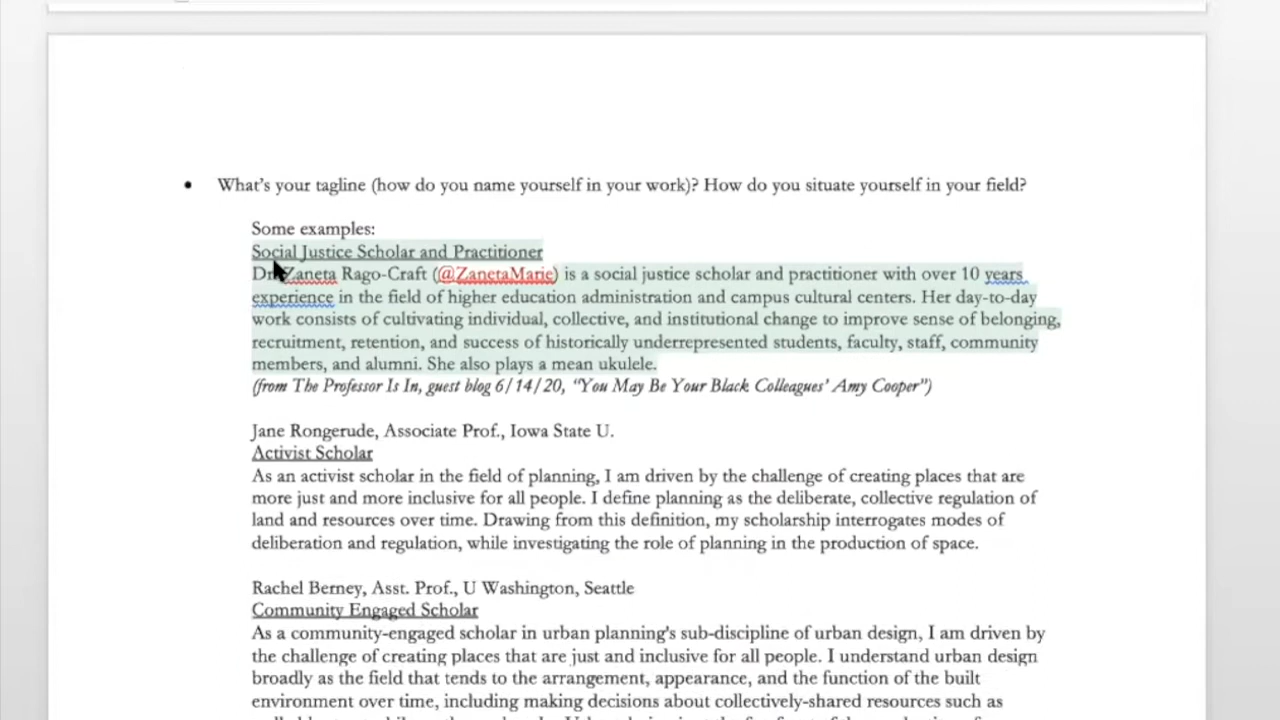 • What's your tagline (how do you name yourself in your work)? How do you situate yourself in your field?
Some examples:
Social Justice Scholar and Practitioner
Dr. Zaneta Rago-Craft (@ZanetaMarie) is a social justice scholar and practitioner with over 10 years
experience in the field of higher education administration and campus cultural centers. Her day-to-day
work consists of cultivating individual, collective, and institutional change to improve sense of belonging,
recruitment, retention, and success of historically underrepresented students, faculty, staff, community
members, and alumni. She also plays a mean ukulele.
(from The Professor Is In, guest blog 6/14/20, "You May Be Your Black Colleagues' Amy Cooper")
Jane Rongerude, Associate Prof., Iowa State U.
Activist Scholar
As an activist scholar in the field of planning, I am driven by the challenge of creating places that are
more just and more inclusive for all people. I define planning as the deliberate, collective regulation of
land and resources over time. Drawing from this definition, my scholarship interrogates modes of
deliberation and regulation, while investigating the role of planning in the production of space.
Rachel Berney, Asst. Prof., U Washington, Seattle
Community Engaged Scholar
As a community-engaged scholar in urban planning's sub-discipline of urban design, I am driven by
the challenge of creating places that are just and inclusive for all people. I understand urban design
broadly as the field that tends to the arrangement, appearance, and the function of the built
environment over time, including making decisions about collectively-shared resources such as